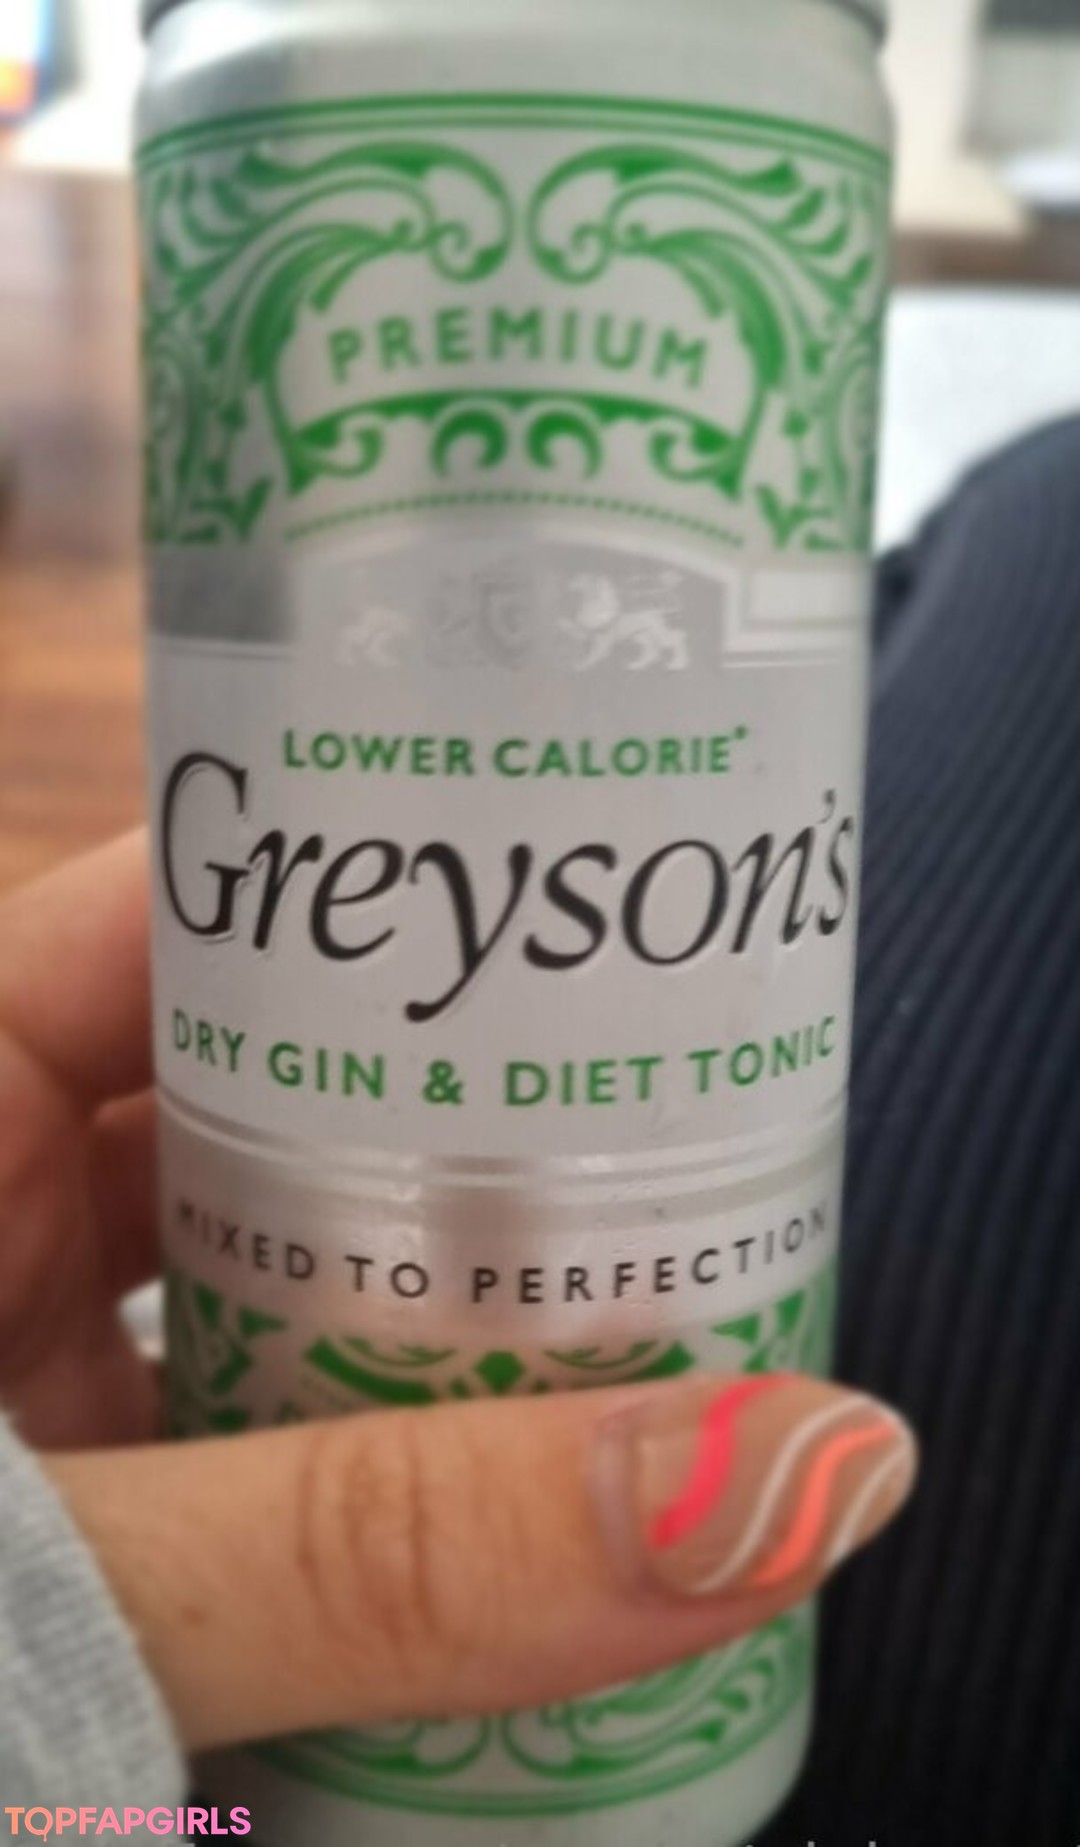 PREMIUM
LOWER CALORIE*
Greyson's
DRY GIN & DIET TONIC
MIXED TO PERFECTION
TOPFAPGIRLS